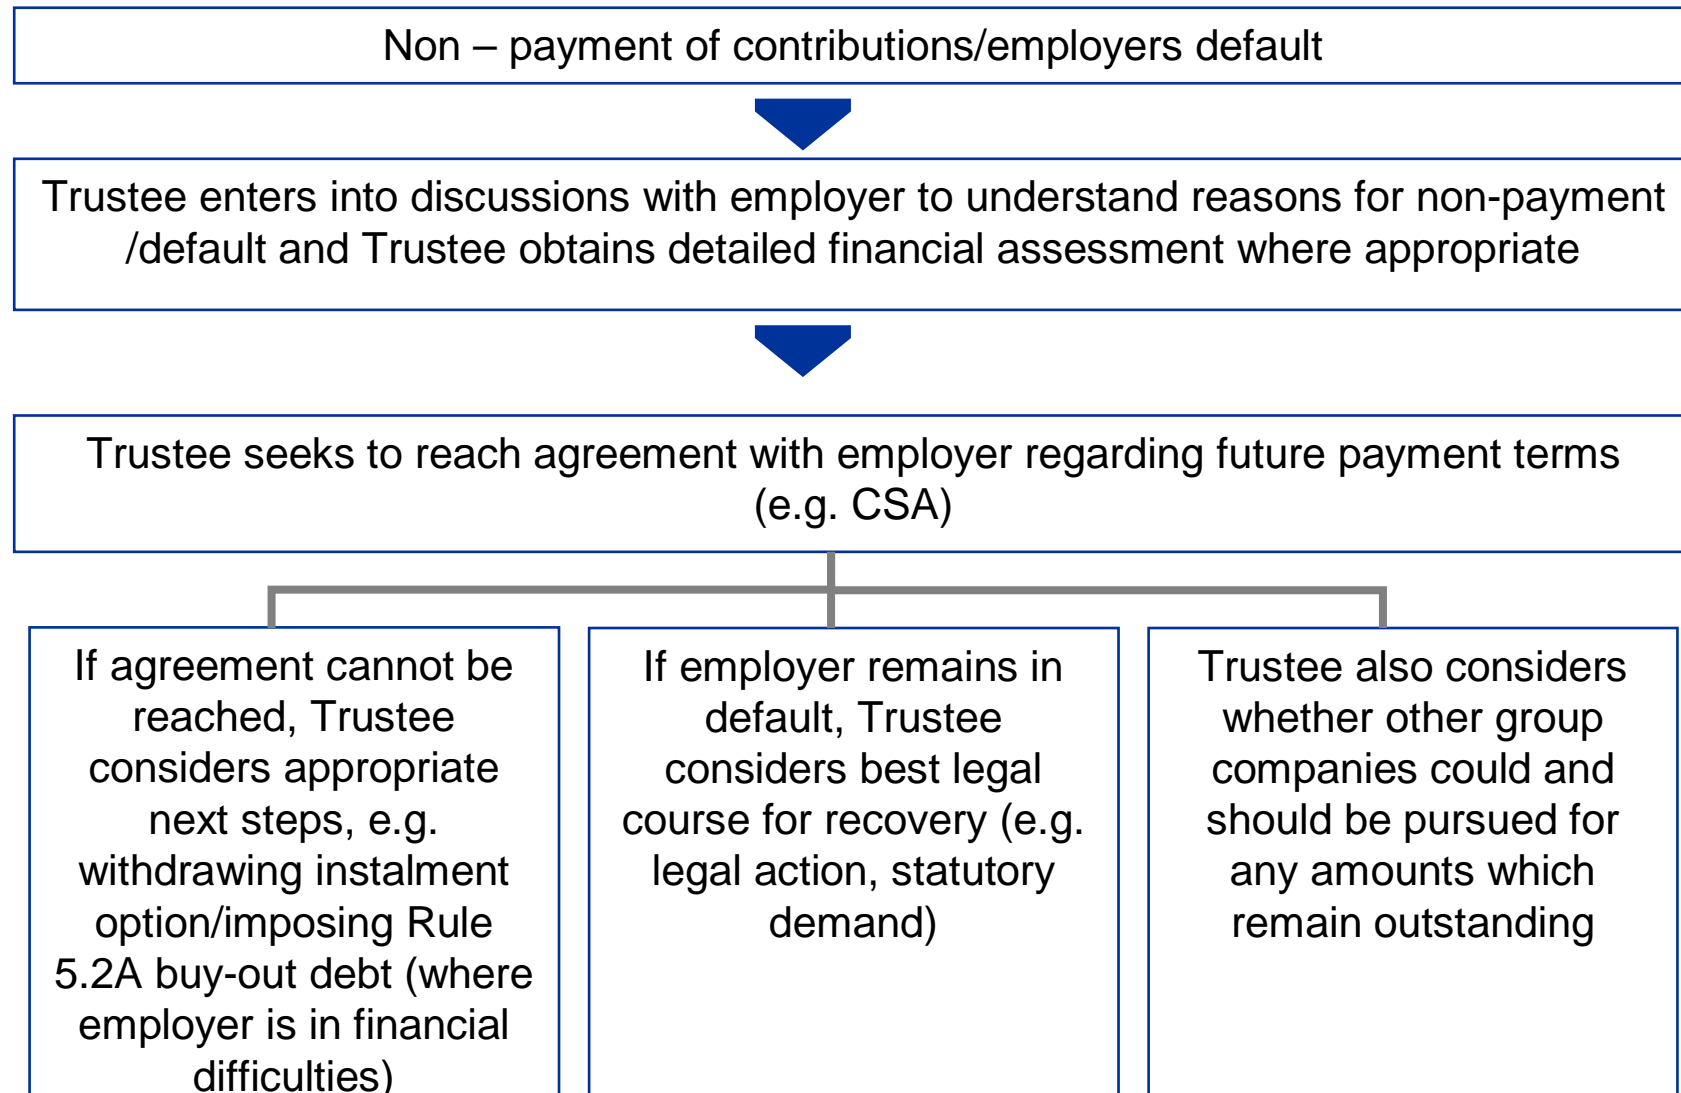 Non – payment of contributions/employers default
Trustee enters into discussions with employer to understand reasons for non-payment
/default and Trustee obtains detailed financial assessment where appropriate
Trustee seeks to reach agreement with employer regarding future payment terms
(e.g. CSA)
If agreement cannot be
reached, Trustee
considers appropriate
next steps, e.g.
withdrawing instalment
option/imposing Rule
5.2A buy-out debt (where
employer is in financial
difficulties)
If employer remains in
default, Trustee
considers best legal
course for recovery (e.g.
legal action, statutory
demand)
Trustee also considers
whether other group
companies could and
should be pursued for
any amounts which
remain outstanding